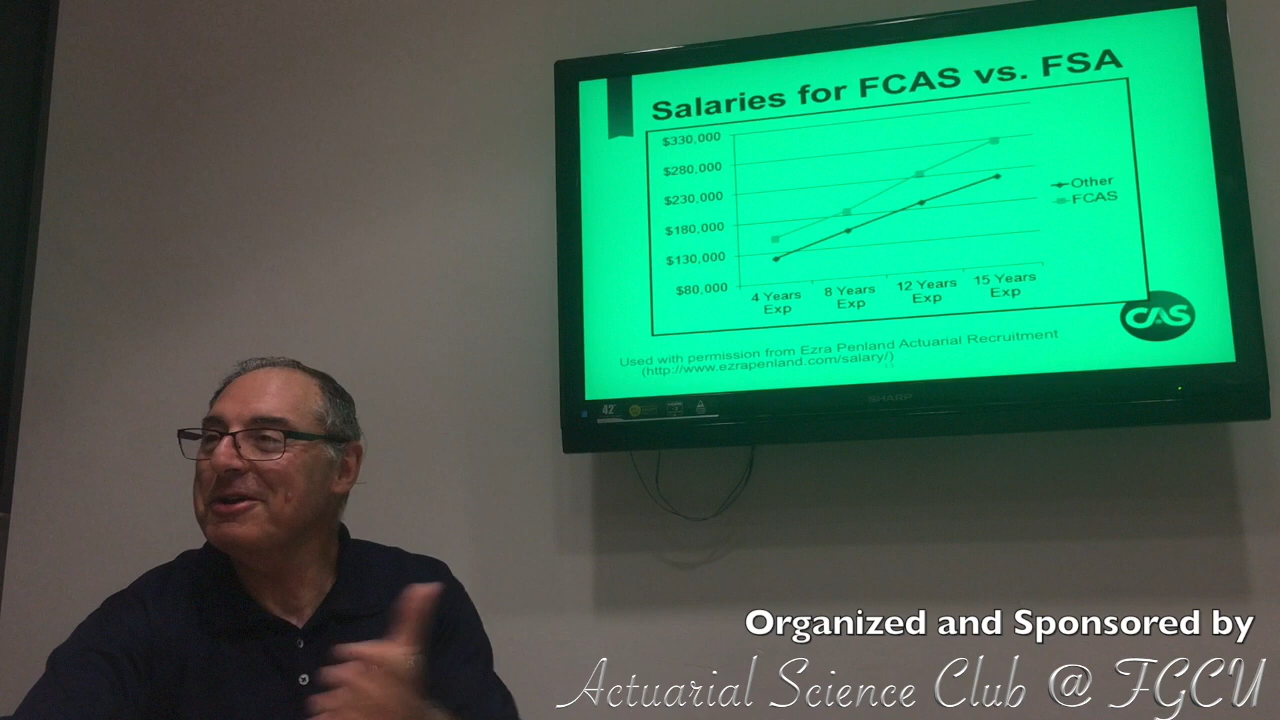 Salaries for FCAS vs. FSA
$330,000
$280,000
$230,000
$180,000
$130,000
$80,000
4 Years Exp
8 Years Exp
12 Years Exp
15 Years Exp
Other
FCAS
CAS
Used with permission from Ezra Penland Actuarial Recruitment
(http://www.ezrapenland.com/salary/)
42"
SHARP
Organized and Sponsored by
Actuarial Science Club @ FGCU